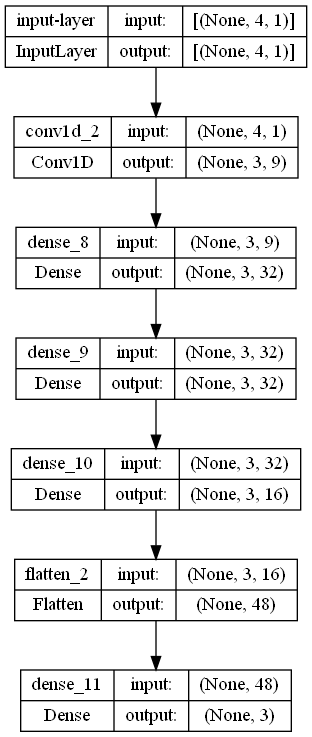 input-layer input: [(None, 4, 1)]
InputLayer output: [(None, 4, 1)]
conv1d_2 input: (None, 4, 1)
Conv1D output: (None, 3, 9)
dense_8 input: (None, 3, 9)
Dense output: (None, 3, 32)
dense_9 input: (None, 3, 32)
Dense output: (None, 3, 32)
dense_10 input: (None, 3, 32)
Dense output: (None, 3, 16)
flatten_2 input: (None, 3, 16)
Flatten output: (None, 48)
dense_11 input: (None, 48)
Dense output: (None, 3)